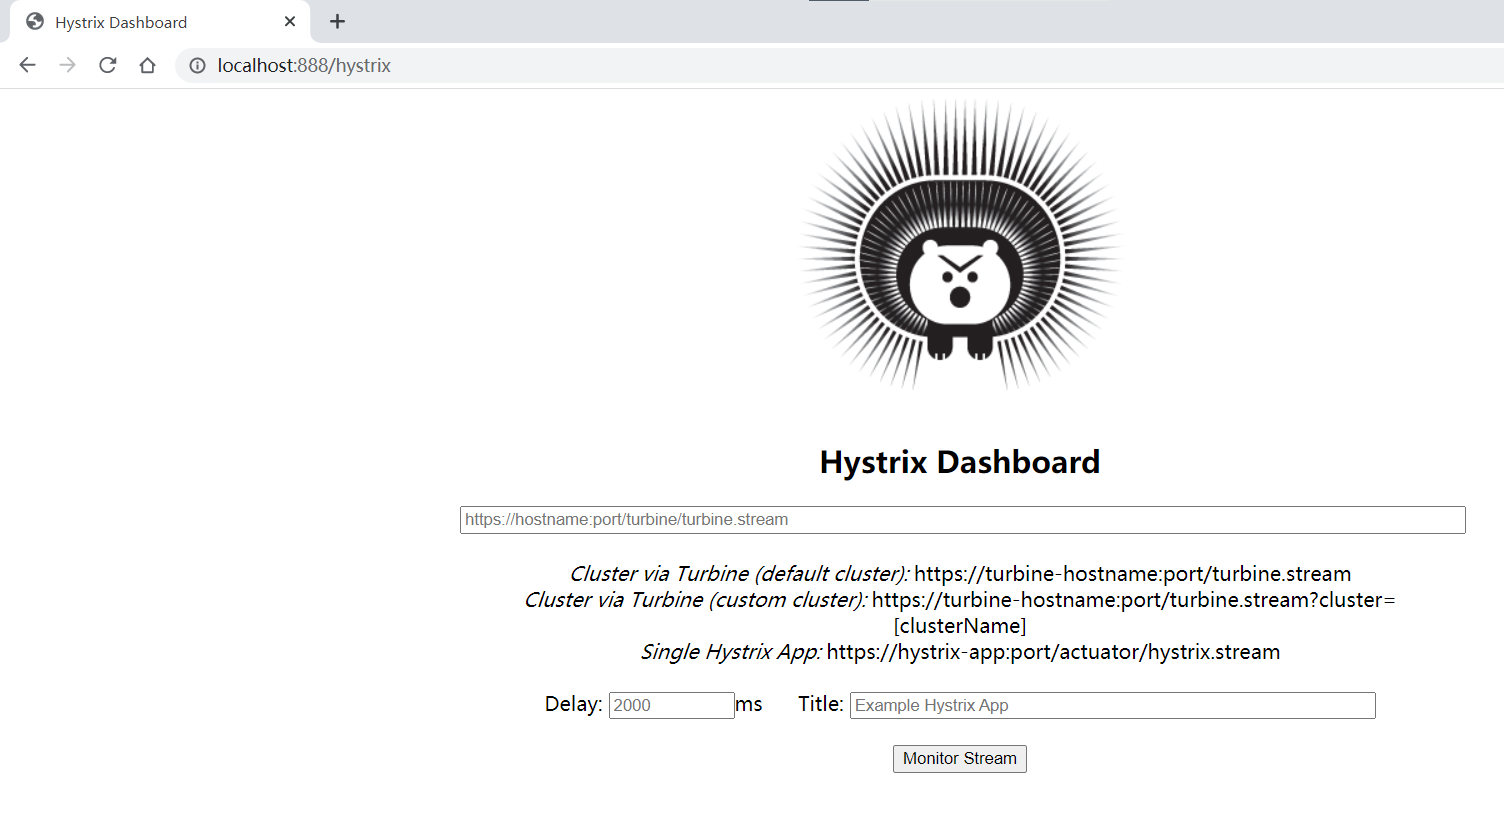 Hystrix Dashboard
localhost:888/hystrix
Hystrix Dashboard
https://hostname:port/turbine/turbine.stream
Cluster via Turbine (default cluster): https://turbine-hostname:port/turbine.stream
Cluster via Turbine (custom cluster): https://turbine-hostname:port/turbine.stream?cluster=
[clusterName]
Single Hystrix App: https://hystrix-app:port/actuator/hystrix.stream
Delay: 2000 ms Title: Example Hystrix App
Monitor Stream